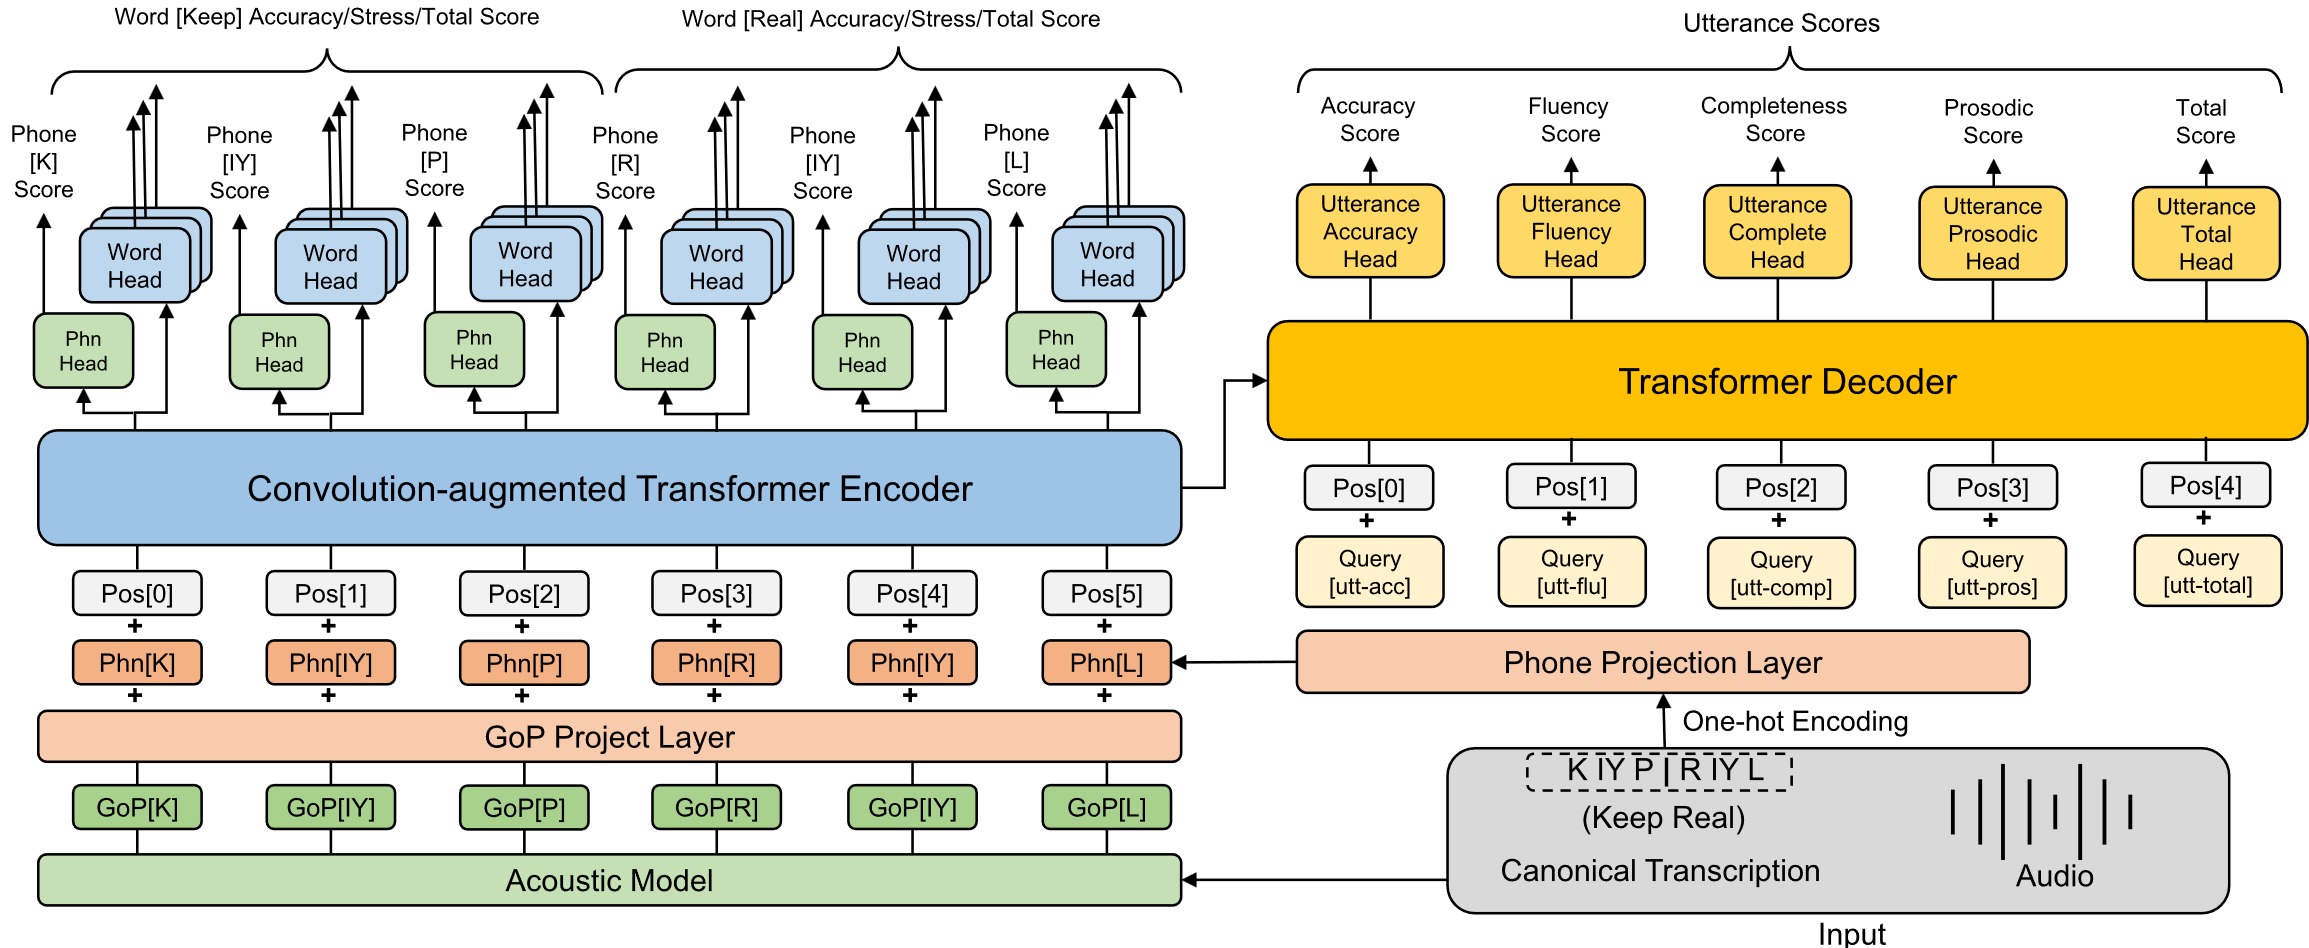 Word [Keep] Accuracy/Stress/Total Score
Word [Real] Accuracy/Stress/Total Score
Utterance Scores
Phone
[K]
Score
Phone
[IY]
Score
Phone
[P]
Score
Phone
[R]
Score
Phone
[IY]
Score
Phone
[L]
Score
Accuracy
Score
Fluency
Score
Completeness
Score
Prosodic
Score
Total
Score
Word
Head
Word
Head
Word
Head
Word
Head
Word
Head
Word
Head
Utterance
Accuracy
Head
Utterance
Fluency
Head
Utterance
Complete
Head
Utterance
Prosodic
Head
Utterance
Total
Head
Phn
Head
Phn
Head
Phn
Head
Phn
Head
Phn
Head
Phn
Head
Transformer Decoder
Convolution-augmented Transformer Encoder
Pos[0]
+
Query
[utt-acc]
Pos[1]
+
Query
[utt-flu]
Pos[2]
+
Query
[utt-comp]
Pos[3]
+
Query
[utt-pros]
Pos[4]
+
Query
[utt-total]
Pos[0] Pos[1] Pos[2] Pos[3] Pos[4] Pos[5]
+ + + + + +
Phn[K] Phn[IY] Phn[P] Phn[R] Phn[IY] Phn[L]
+ + + + + +
Phone Projection Layer
GoP Project Layer
One-hot Encoding
GoP[K] GoP[IY] GoP[P] GoP[R] GoP[IY] GoP[L]
K IY P | R IY L
(Keep Real)
Canonical Transcription
Audio
Acoustic Model
Input